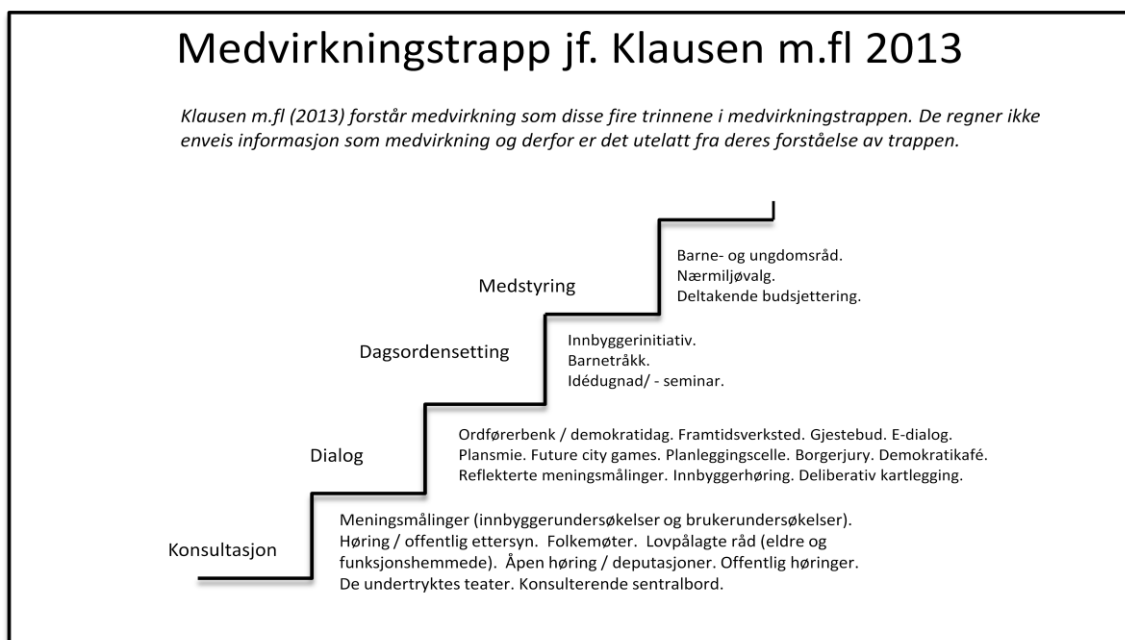 Medvirkningstrapp jf. Klausen m.fl 2013
Klausen m.fl (2013) forstår medvirkning som disse fire trinnene i medvirkningstrappen. De regner ikke
enveis informasjon som medvirkning og derfor er det utelatt fra deres forståelse av trappen.
Medstyring
Barne- og ungdomsråd.
Nærmiljøvalg.
Deltakende budsjettering.
Dagsordensetting
Innbyggerinitiativ.
Barnetråkk.
Idédugnad/ - seminar.
Dialog
Ordførerbenk / demokratidag. Framtidsverksted. Gjestebud. E-dialog.
Plansmie. Future city games. Planleggingscelle. Borgerjury. Demokratikafé.
Reflekterte meningsmålinger. Innbyggerhøring. Deliberativ kartlegging.
Konsultasjon
Meningsmålinger (innbyggerundersøkelser og brukerundersøkelser).
Høring / offentlig ettersyn. Folkemøter. Lovpålagte råd (eldre og
funksjonshemmede). Åpen høring / deputasjoner. Offentlig høringer.
De undertryktes teater. Konsulterende sentralbord.